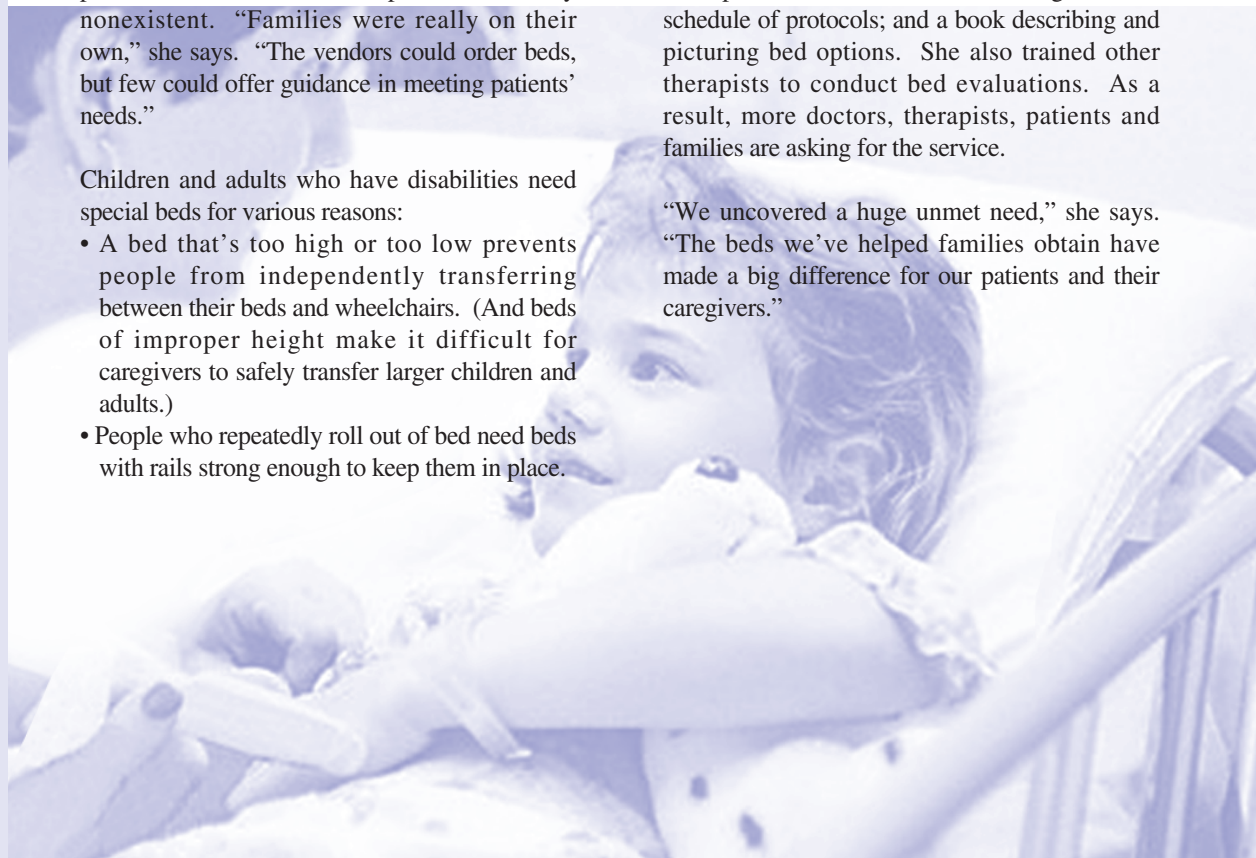 nonexistent. “Families were really on their
own,” she says. “The vendors could order beds,
but few could offer guidance in meeting patients’
needs.”
Children and adults who have disabilities need
special beds for various reasons:
• A bed that’s too high or too low prevents
people from independently transferring
between their beds and wheelchairs. (And beds
of improper height make it difficult for
caregivers to safely transfer larger children and
adults.)
• People who repeatedly roll out of bed need beds
with rails strong enough to keep them in place.
schedule of protocols; and a book describing and
picturing bed options. She also trained other
therapists to conduct bed evaluations. As a
result, more doctors, therapists, patients and
families are asking for the service.
“We uncovered a huge unmet need,” she says.
“The beds we’ve helped families obtain have
made a big difference for our patients and their
caregivers.”